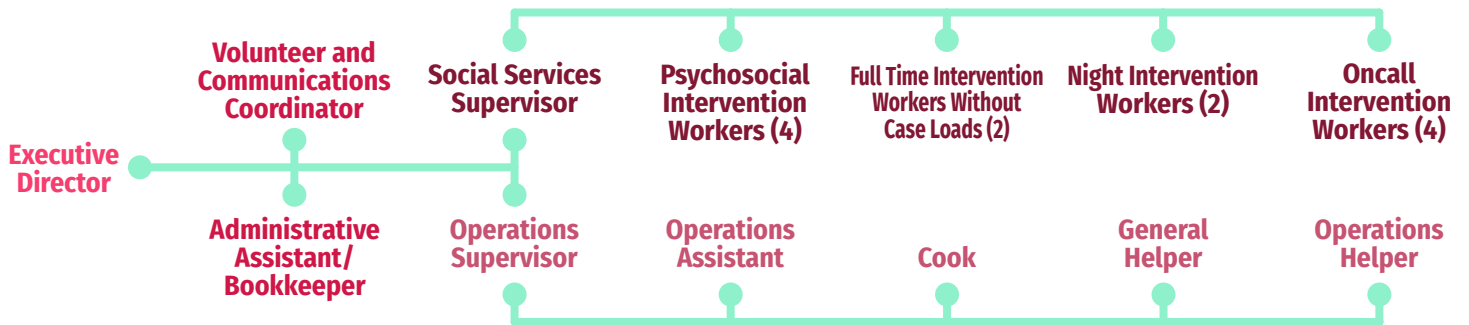 Executive
Director
Volunteer and
Communications
Coordinator
Administrative
Assistant/
Bookkeeper
Social Services
Supervisor
Psychosocial
Intervention
Workers (4)
Full Time Intervention
Workers Without
Case Loads (2)
Night Intervention
Workers (2)
Oncall
Intervention
Workers (4)
Operations
Supervisor
Operations
Assistant
Cook
General
Helper
Operations
Helper